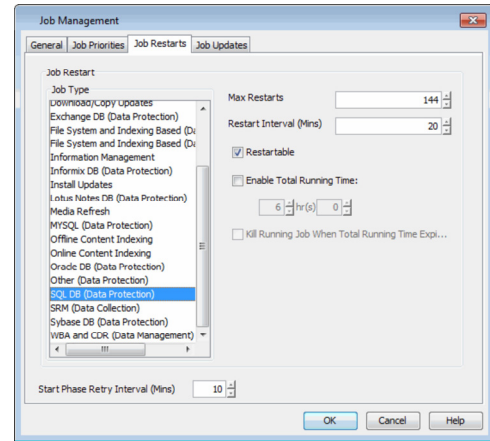 Job Management
General
Job Priorities
Job Restarts
Job Updates
Job Restart
Job Type
Download/Copy Updates
Exchange DB (Data Protection)
File System and Indexing Based (Da
File System and Indexing Based (Da
Information Management
Informix DB (Data Protection)
Install Updates
Lotus Notes DB (Data Protection)
Media Refresh
MYSQL (Data Protection)
Offline Content Indexing
Online Content Indexing
Oracle DB (Data Protection)
Other (Data Protection)
SQL DB (Data Protection)
SRM (Data Collection)
Sybase DB (Data Protection)
WBA and CDR (Data Management)
Max Restarts 144
Restart Interval (Mins) 20
Restartable
Enable Total Running Time:
6 hr(s) 0
Kill Running Job When Total Running Time Expi...
Start Phase Retry Interval (Mins) 10
OK
Cancel
Help